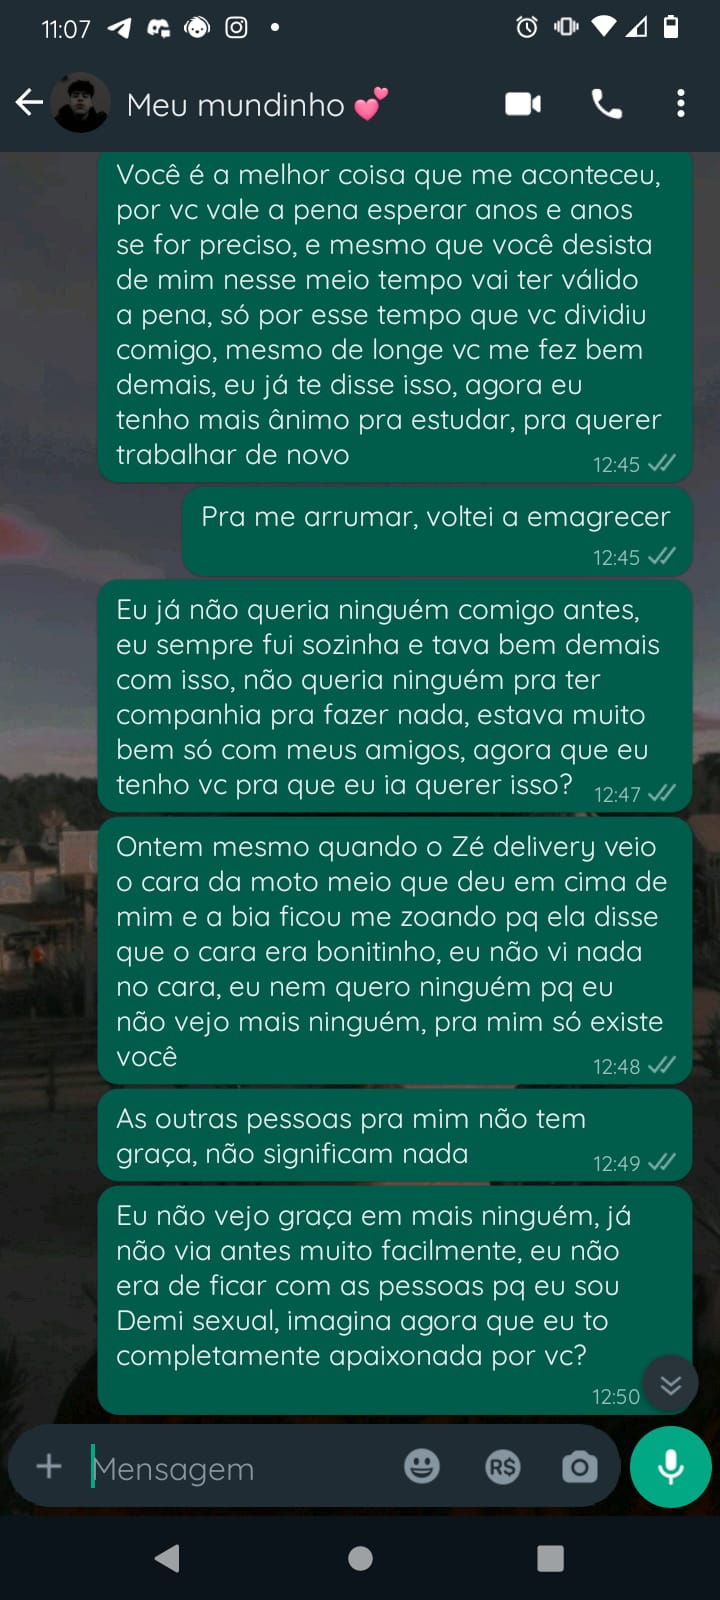 11:07
Meu mundinho 💕
Você é a melhor coisa que me aconteceu,
por vc vale a pena esperar anos e anos
se for preciso, e mesmo que você desista
de mim nesse meio tempo vai ter válido
a pena, só por esse tempo que vc dividiu
comigo, mesmo de longe vc me fez bem
demais, eu já te disse isso, agora eu
tenho mais ânimo pra estudar, pra querer
trabalhar de novo
12:45
Pra me arrumar, voltei a emagrecer
12:45
Eu já não queria ninguém comigo antes,
eu sempre fui sozinha e tava bem demais
com isso, não queria ninguém pra ter
companhia pra fazer nada, estava muito
bem só com meus amigos, agora que eu
tenho vc pra que eu ia querer isso?
12:47
Ontem mesmo quando o Zé delivery veio
o cara da moto meio que deu em cima de
mim e a bia ficou me zoando pq ela disse
que o cara era bonitinho, eu não vi nada
no cara, eu nem quero ninguém pq eu
não vejo mais ninguém, pra mim só existe
você
12:48
As outras pessoas pra mim não tem
graça, não significam nada
12:49
Eu não vejo graça em mais ninguém, já
não via antes muito facilmente, eu não
era de ficar com as pessoas pq eu sou
Demi sexual, imagina agora que eu to
completamente apaixonada por vc?
12:50
Mensagem
R$